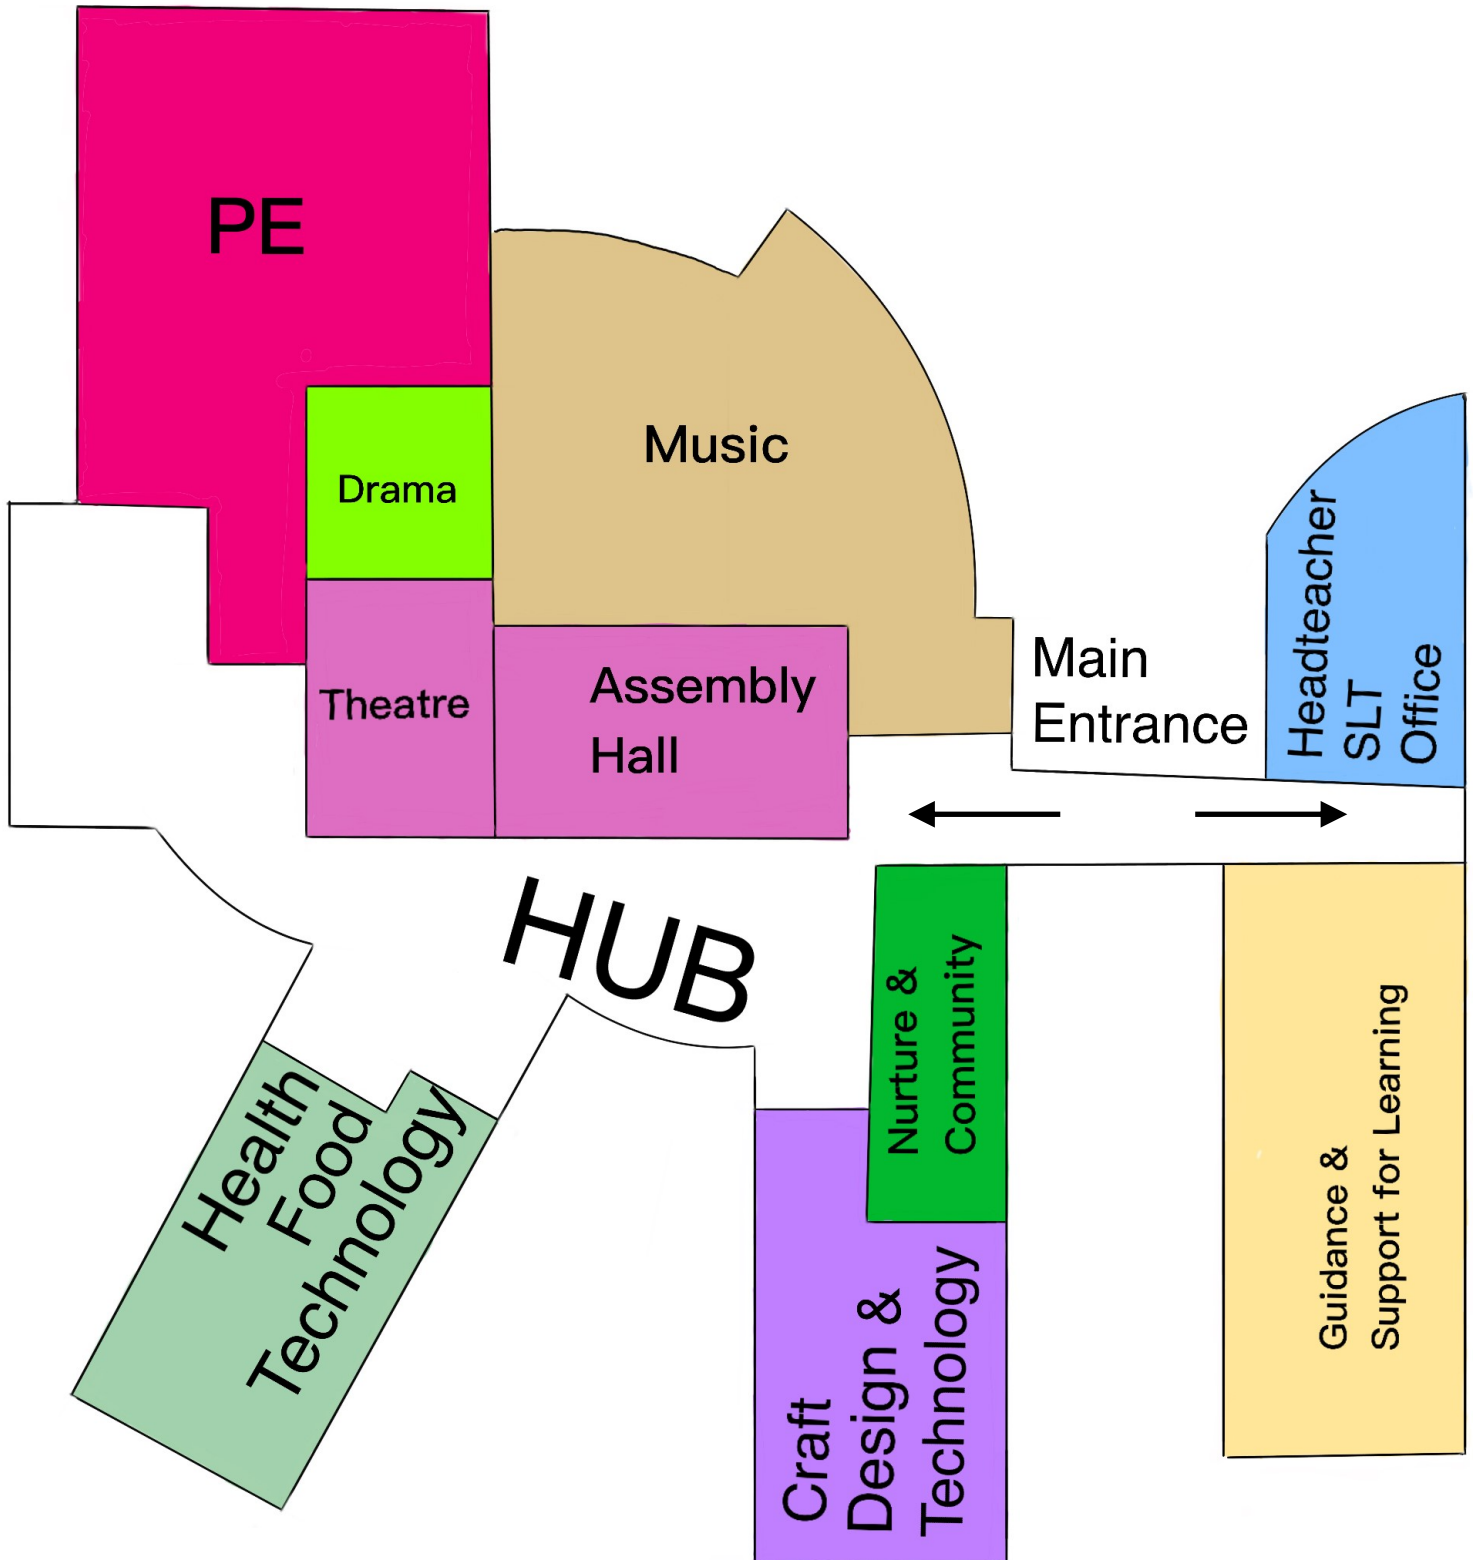 PE
Drama
Music
Theatre
Assembly
Hall
Main
Entrance
Headteacher
SLT
Office
HUB
Nurture &
Community
Health
Food
Technology
Craft
Design &
Technology
Guidance &
Support for Learning